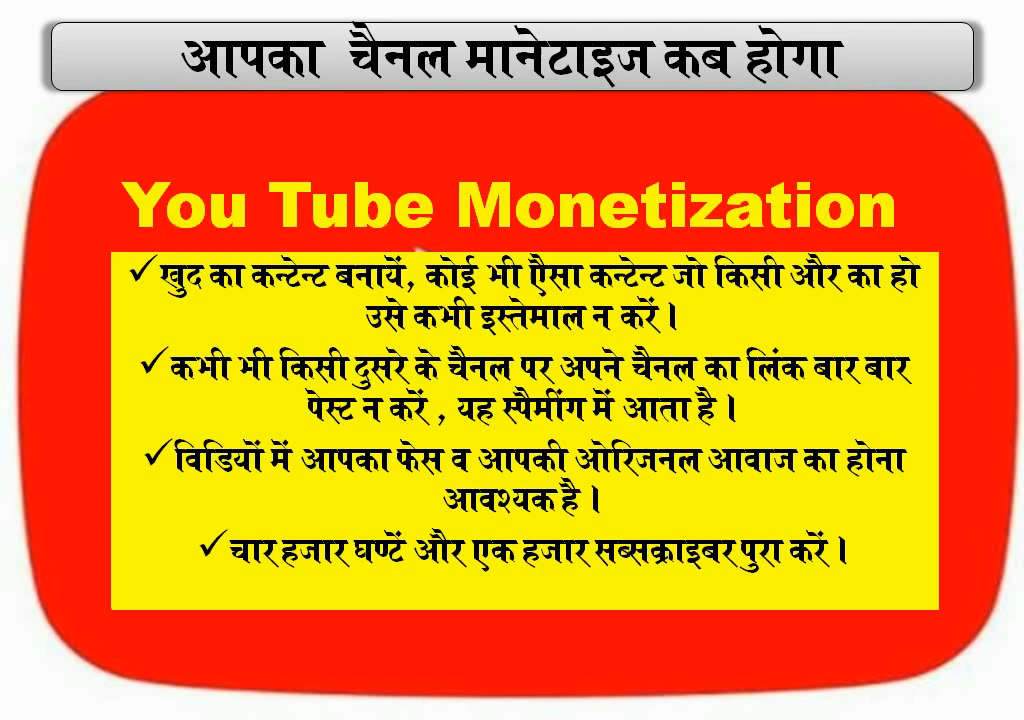 आपका चैनल मानेटाइज कब होगा
You Tube Monetization
✓खुद का कन्टेन्ट बनायें, कोई भी एैसा कन्टेन्ट जो किसी और का हो
उसे कभी इस्तेमाल न करें।
✓कभी भी किसी दुसरे के चैनल पर अपने चैनल का लिंक बार बार
पेस्ट न करें , यह स्पैमींग में आता है।
✓विडियों में आपका फेस व आपकी ओरिजनल आवाज का होना
आवश्यक है।
✓चार हजार घण्टें और एक हजार सब्सक्राइबर पुरा करें।